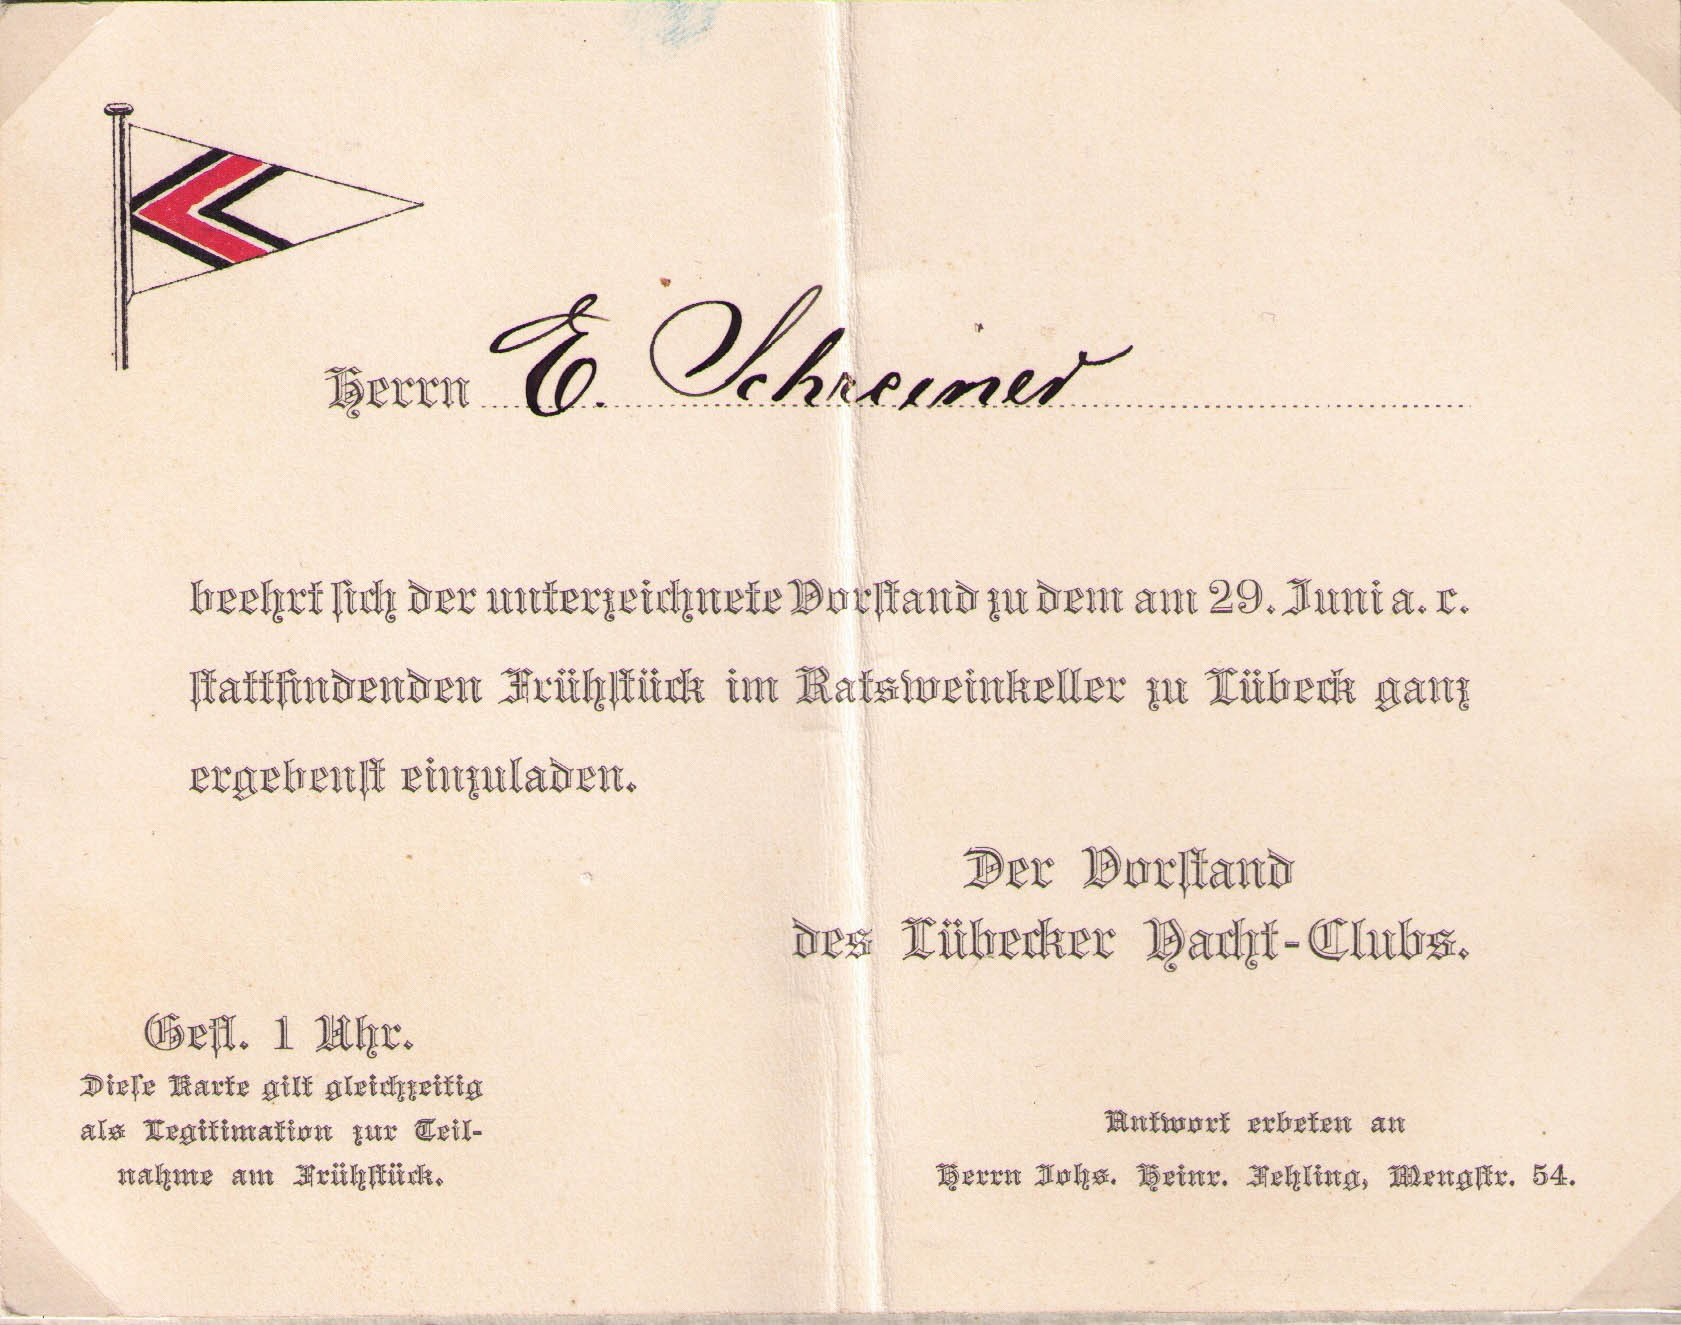 Herrn E. Schreiner
beehrt sich der unterzeichnete Vorstand zu dem am 29. Juni a. c.
stattfindenden Frühstück im Ratsweinkeller zu Lübeck ganz
ergebenst einzuladen.
Der Vorstand
des Lübecker Yacht-Clubs.
Gefl. 1 Uhr.
Diese Karte gilt gleichzeitig
als Legitimation zur Teil-
nahme am Frühstück.
Antwort erbeten an
Herrn Johs. Heinr. Fehling, Mengstr. 54.